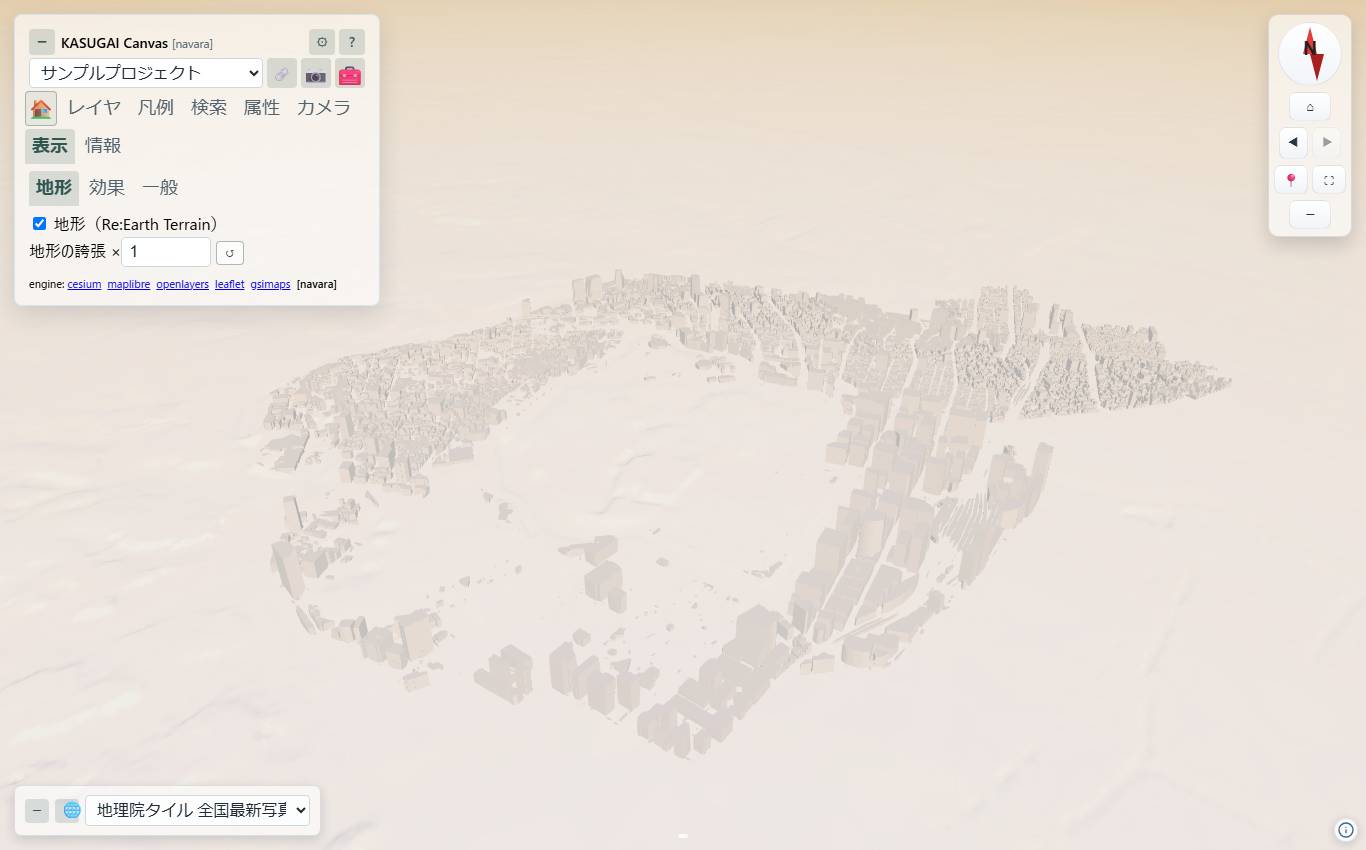 KASUGAI Canvas [navara]
?
サンプルプロジェクト
レイヤ 凡例 検索 属性 カメラ
表示 情報
地形 効果 一般
地形（Re:Earth Terrain）
地形の誇張 × 1
engine: cesium maplibre openlayers leaflet gsimaps [navara]
N
地理院タイル 全国最新写真